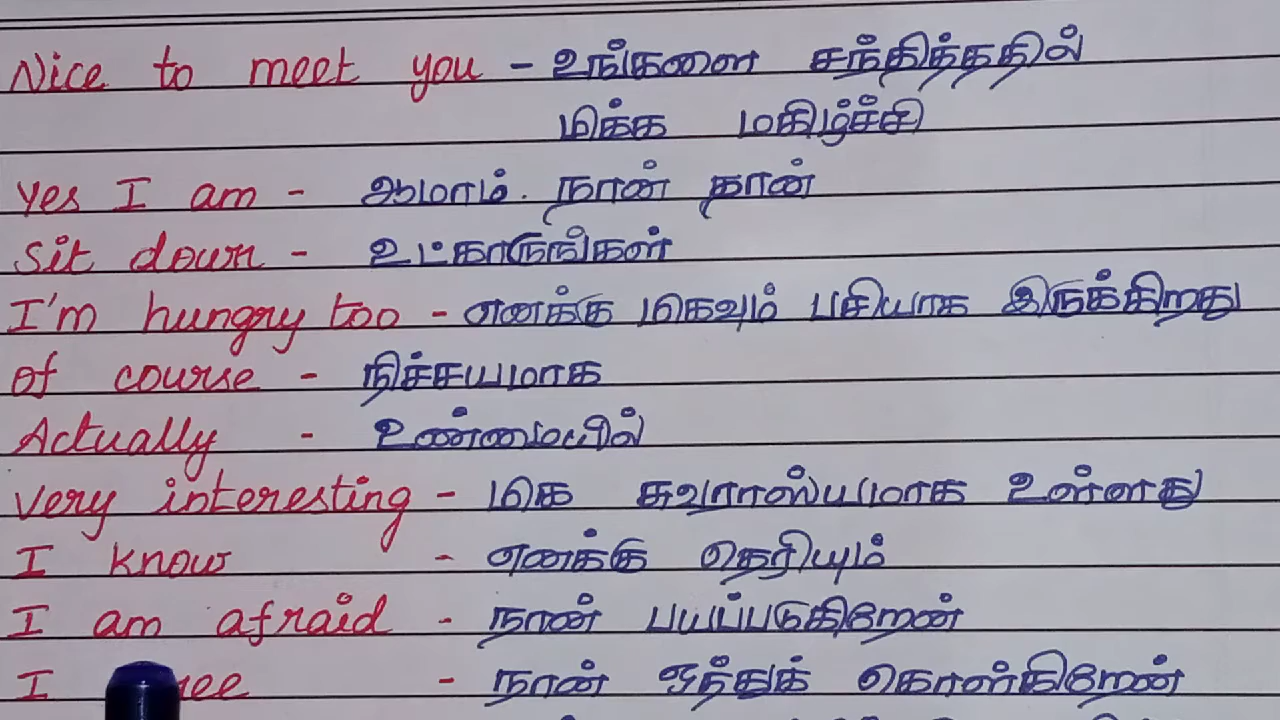 Nice to meet you - உங்களை சந்தித்ததில்
மிக்க மகிழ்ச்சி
Yes I am - ஆமாம். நான் தான்
Sit down - உட்காருங்கள்
I'm hungry too - எனக்கு மிகவும் பசியாக இருக்கிறது
of course - நிச்சயமாக
Actually - உண்மையில்
very interesting - மிக சுவாராஸ்யமாக உள்ளது
I know - எனக்கு தெரியும்
I am afraid - நான் பயப்படுகிறேன்
I - நான் ஒத்துக் கொள்கிறேன்